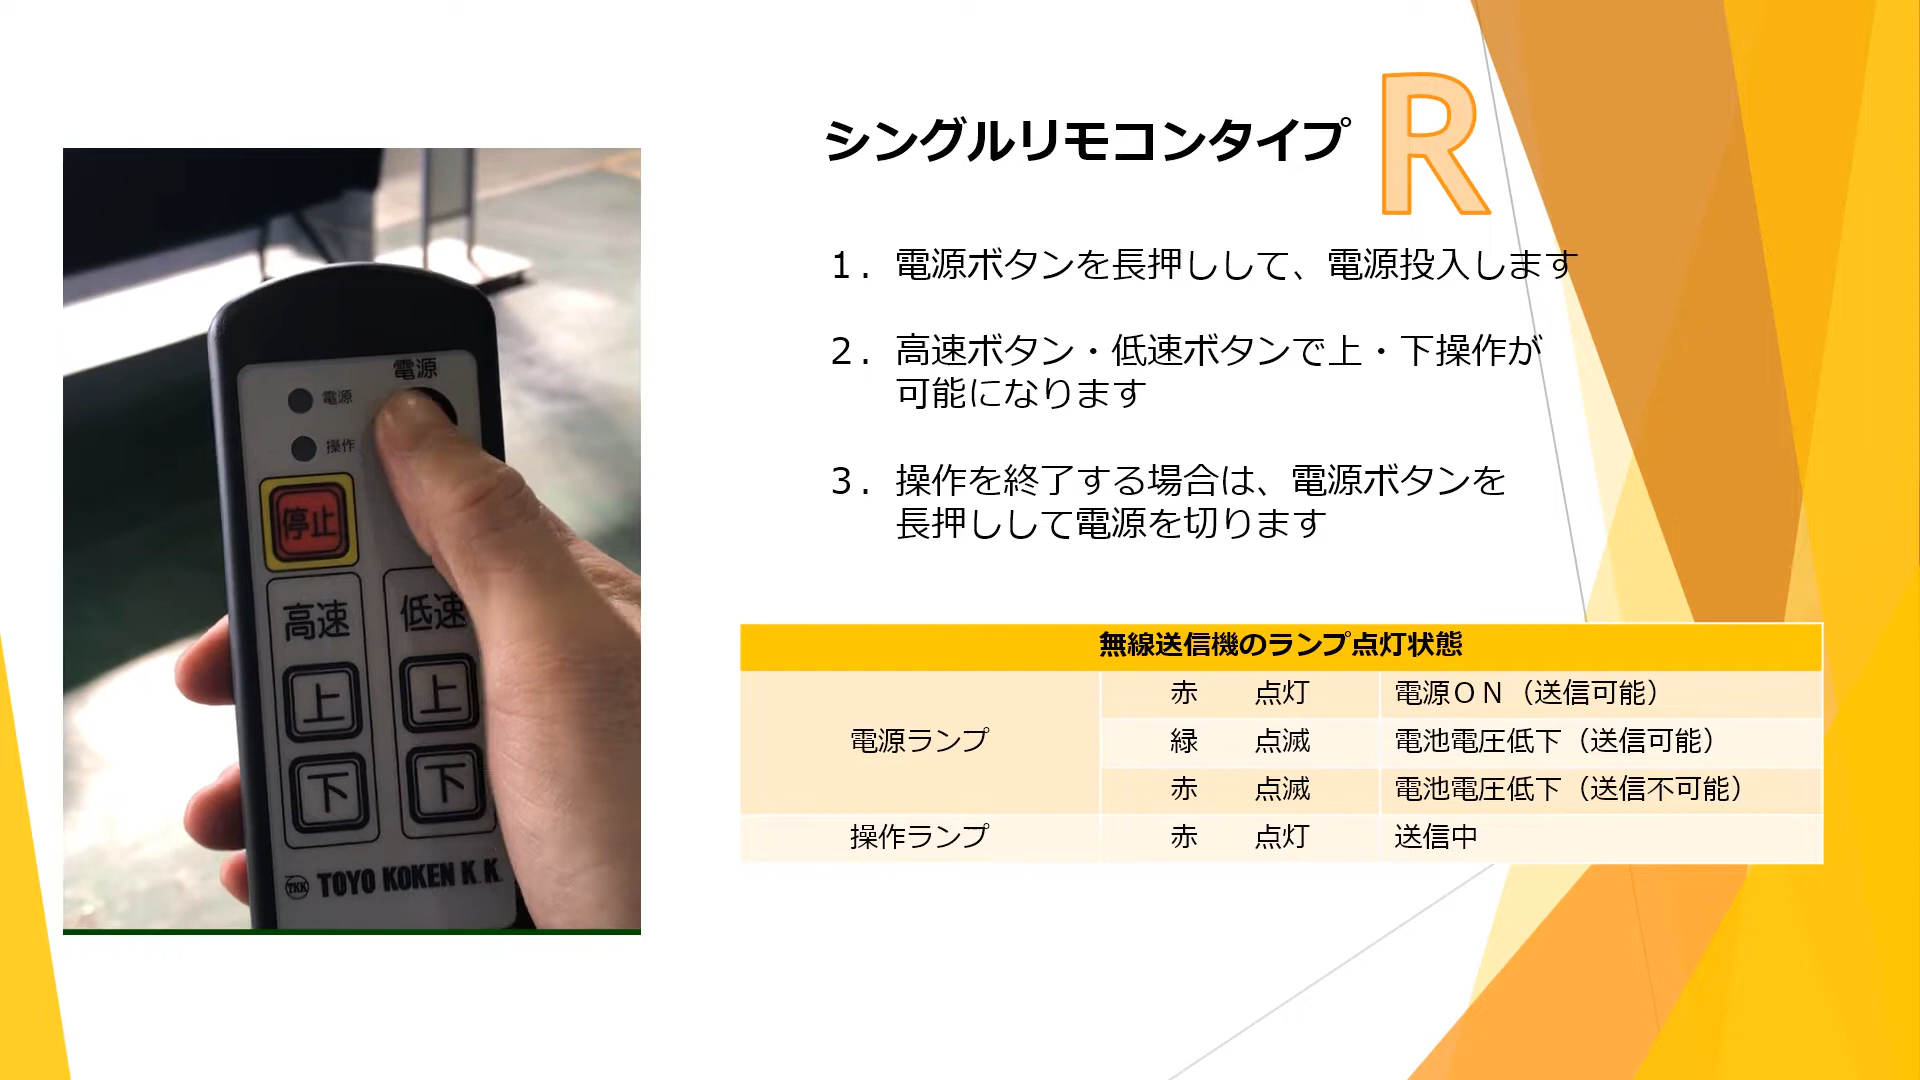 シングルリモコンタイプ R
1．電源ボタンを長押しして、電源投入します
2．高速ボタン・低速ボタンで上・下操作が
可能になります
3．操作を終了する場合は、電源ボタンを
長押しして電源を切ります
電源
電源
操作
停止
高速 低速
上 上
下 下
TKK TOYO KOKEN K.K.
無線送信機のランプ点灯状態
電源ランプ 赤 点灯 電源ＯＮ（送信可能）
緑 点滅 電池電圧低下（送信可能）
赤 点滅 電池電圧低下（送信不可能）
操作ランプ 赤 点灯 送信中